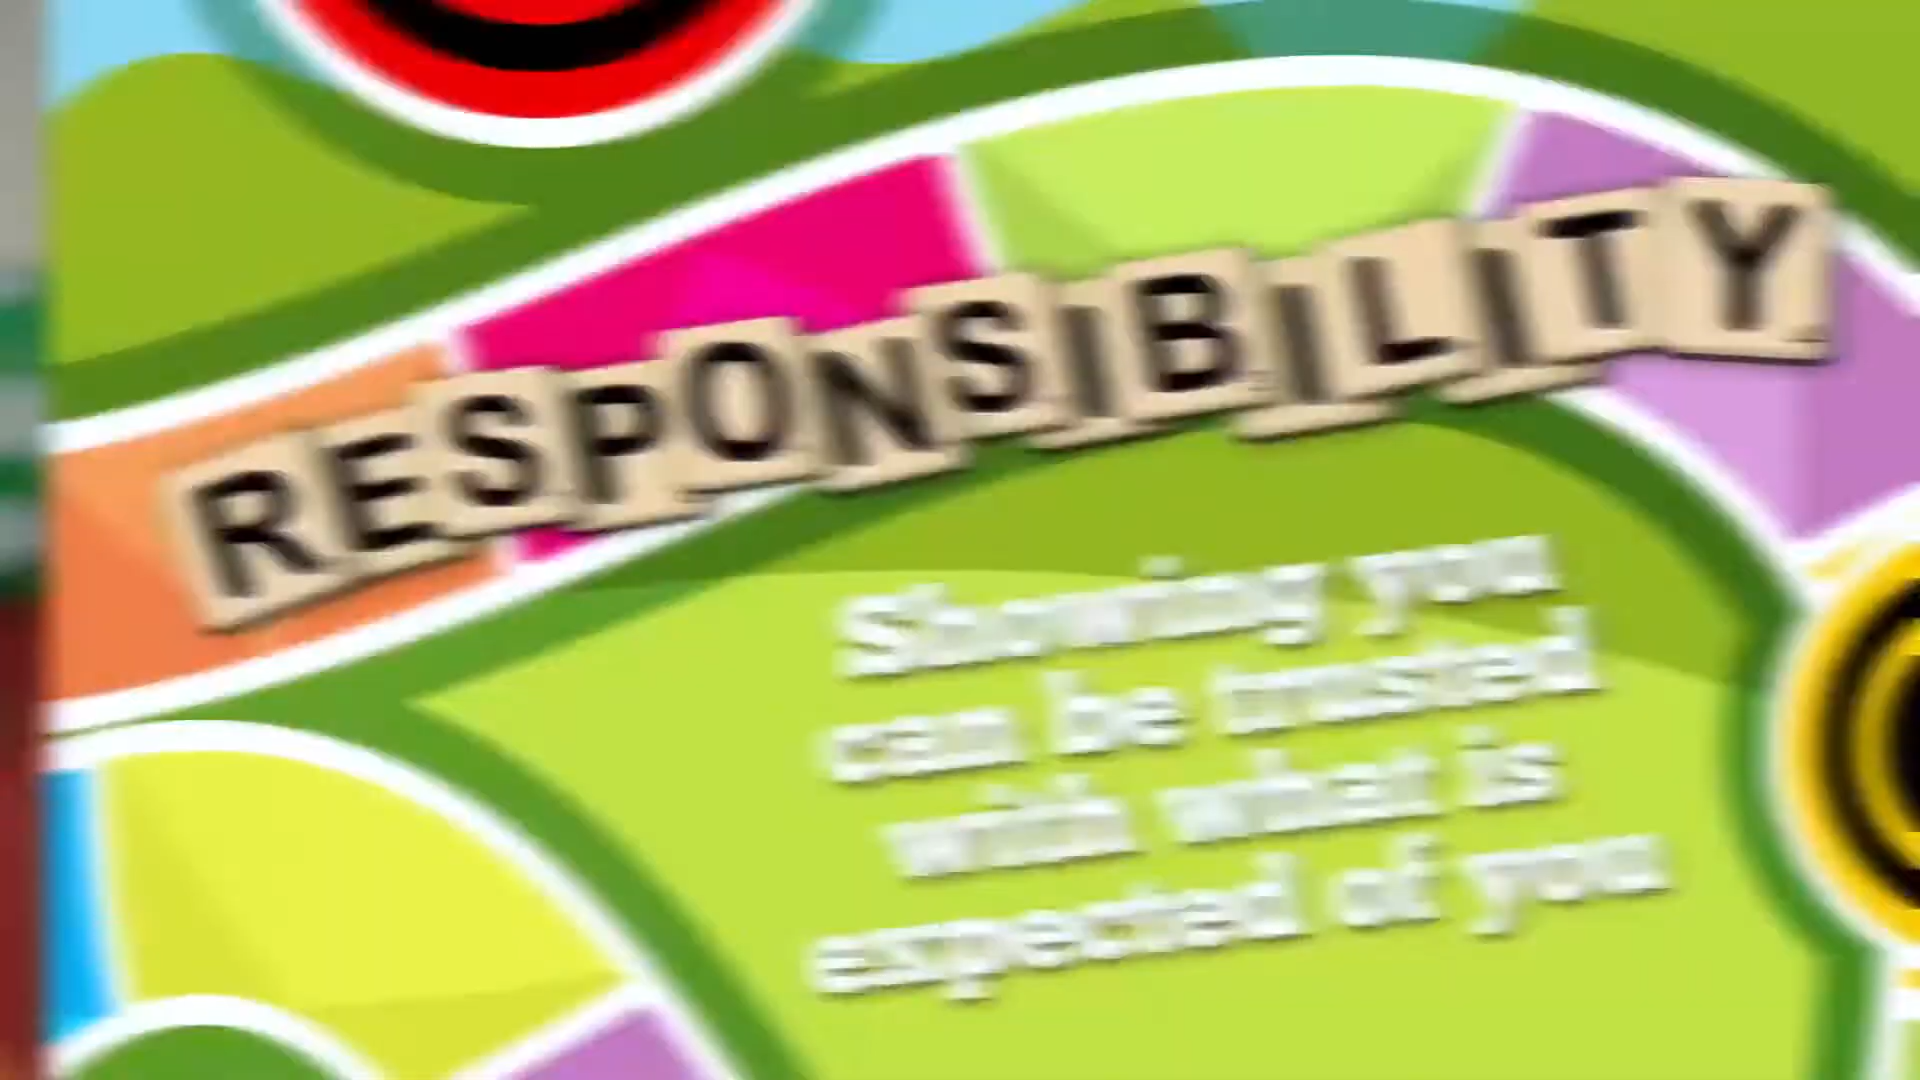 RESPONSIBILITY
Showing you
can be trusted
with what is
expected of you